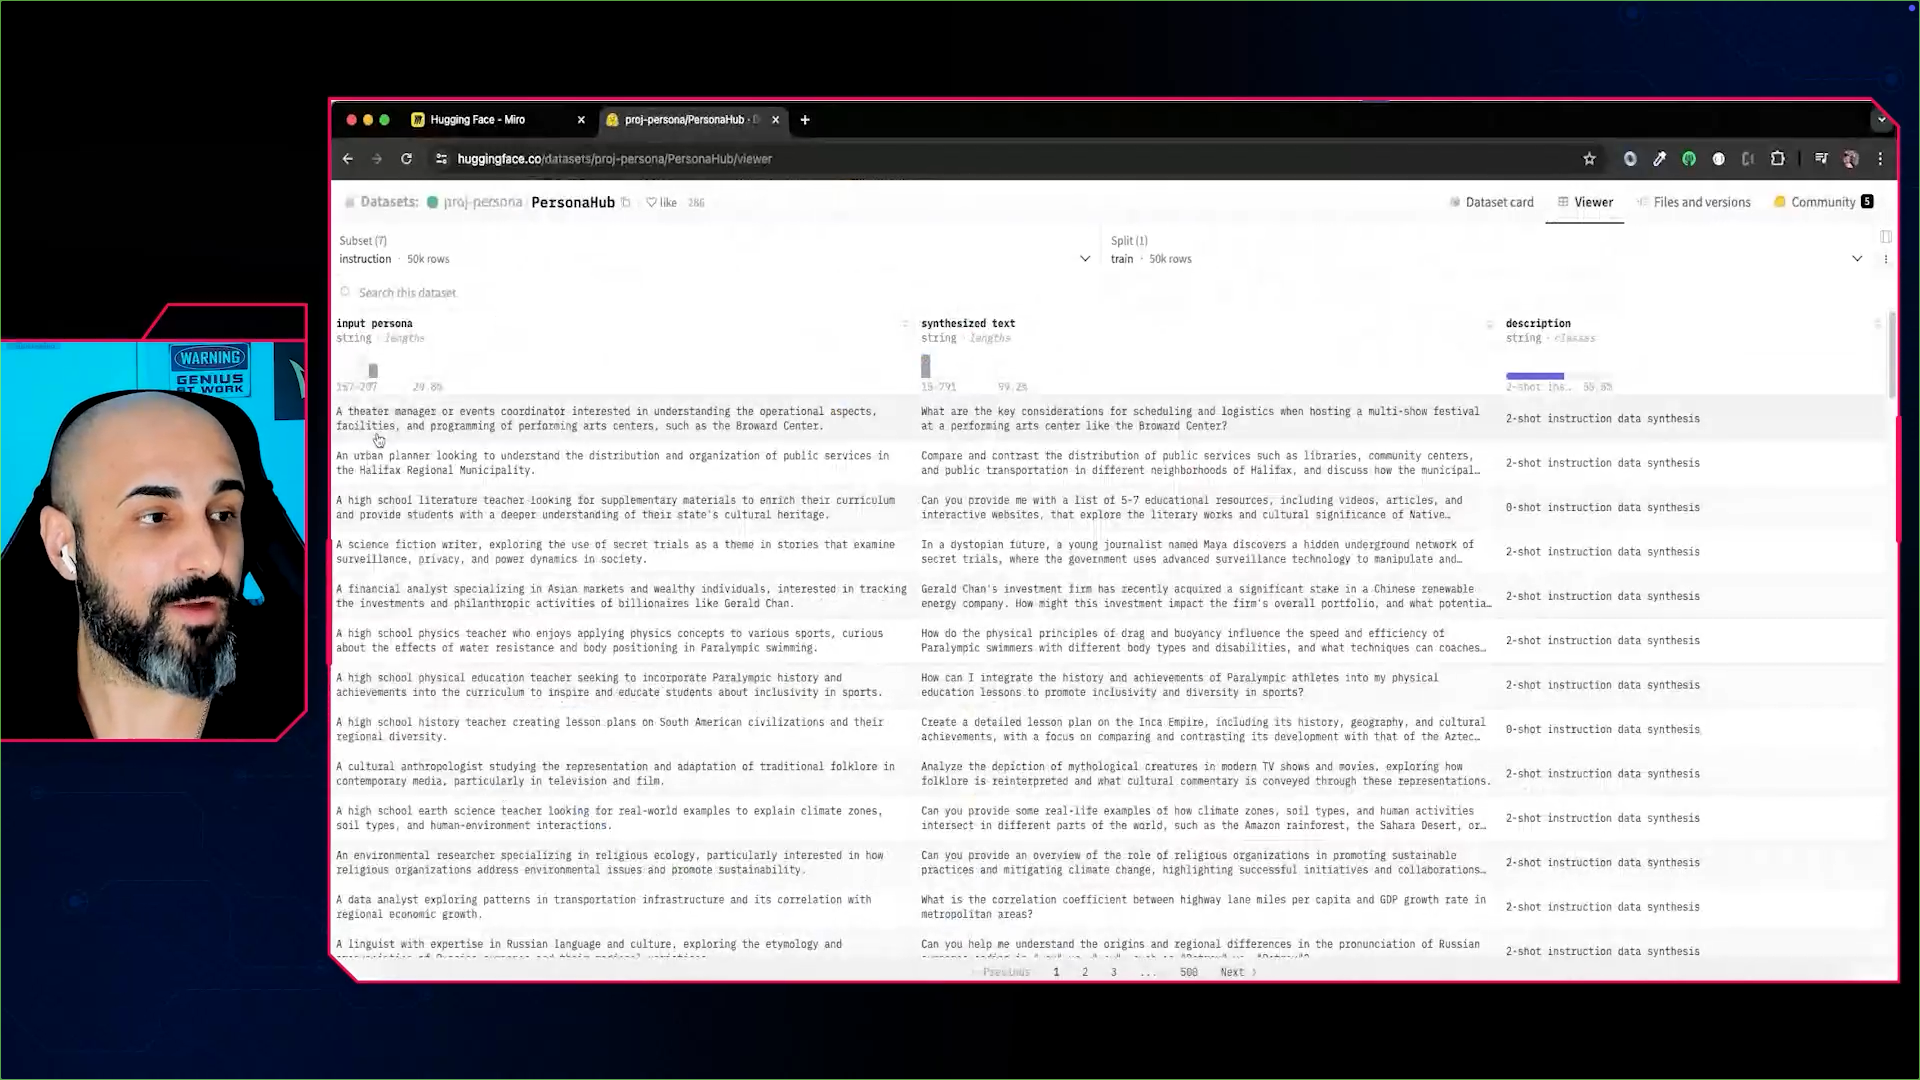 Hugging Face - Miro
proj-persona/PersonaHub
huggingface.co/datasets/proj-persona/PersonaHub/viewer
Datasets: proj-persona PersonaHub like 286
Dataset card Viewer Files and versions Community 5
Subset (7)
instruction · 50k rows
Split (1)
train · 50k rows
Search this dataset
input persona
string · lengths
synthesized text
string · lengths
description
string · classes
157-207 29.8%
15-791 99.2%
2-shot ins…
A theater manager or events coordinator interested in understanding the operational aspects,
facilities, and programming of performing arts centers, such as the Broward Center.
What are the key considerations for scheduling and logistics when hosting a multi-show festival
at a performing arts center like the Broward Center?
2-shot instruction data synthesis
An urban planner looking to understand the distribution and organization of public services in
the Halifax Regional Municipality.
Compare and contrast the distribution of public services such as libraries, community centers,
and public transportation in different neighborhoods of Halifax, and discuss how the municipal…
2-shot instruction data synthesis
A high school literature teacher looking for supplementary materials to enrich their curriculum
and provide students with a deeper understanding of their state's cultural heritage.
Can you provide me with a list of 5-7 educational resources, including videos, articles, and
interactive websites, that explore the literary works and cultural significance of Native…
0-shot instruction data synthesis
A science fiction writer, exploring the use of secret trials as a theme in stories that examine
surveillance, privacy, and power dynamics in society.
In a dystopian future, a young journalist named Maya discovers a hidden underground network of
secret trials, where the government uses advanced surveillance technology to manipulate and…
2-shot instruction data synthesis
A financial analyst specializing in Asian markets and wealthy individuals, interested in tracking
the investments and philanthropic activities of billionaires like Gerald Chan.
Gerald Chan's investment firm has recently acquired a significant stake in a Chinese renewable
energy company. How might this investment impact the firm's overall portfolio, and what potentia…
2-shot instruction data synthesis
A high school physics teacher who enjoys applying physics concepts to various sports, curious
about the effects of water resistance and body positioning in Paralympic swimming.
How do the physical principles of drag and buoyancy influence the speed and efficiency of
Paralympic swimmers with different body types and disabilities, and what techniques can coaches…
2-shot instruction data synthesis
A high school physical education teacher seeking to incorporate Paralympic history and
achievements into the curriculum to inspire and educate students about inclusivity in sports.
How can I integrate the history and achievements of Paralympic athletes into my physical
education lessons to promote inclusivity and diversity in sports?
2-shot instruction data synthesis
A high school history teacher creating lesson plans on South American civilizations and their
regional diversity.
Create a detailed lesson plan on the Inca Empire, including its history, geography, and cultural
achievements, with a focus on comparing and contrasting its development with that of the Aztec…
0-shot instruction data synthesis
A cultural anthropologist studying the representation and adaptation of traditional folklore in
contemporary media, particularly in television and film.
Analyze the depiction of mythological creatures in modern TV shows and movies, exploring how
folklore is reinterpreted and what cultural commentary is conveyed through these representations.
2-shot instruction data synthesis
A high school earth science teacher looking for real-world examples to explain climate zones,
soil types, and human-environment interactions.
Can you provide some real-life examples of how climate zones, soil types, and human activities
intersect in different parts of the world, such as the Amazon rainforest, the Sahara Desert, or…
2-shot instruction data synthesis
An environmental researcher specializing in religious ecology, particularly interested in how
religious organizations address environmental issues and promote sustainability.
Can you provide an overview of the role of religious organizations in promoting sustainable
practices and mitigating climate change, highlighting successful initiatives and collaborations…
2-shot instruction data synthesis
A data analyst exploring patterns in transportation infrastructure and its correlation with
regional economic growth.
What is the correlation coefficient between highway lane miles per capita and GDP growth rate in
metropolitan areas?
2-shot instruction data synthesis
A linguist with expertise in Russian language and culture, exploring the etymology and
Can you help me understand the origins and regional differences in the pronunciation of Russian
2-shot instruction data synthesis
Previous 1 2 3 ... 500 Next
WARNING
GENIUS
AT WORK